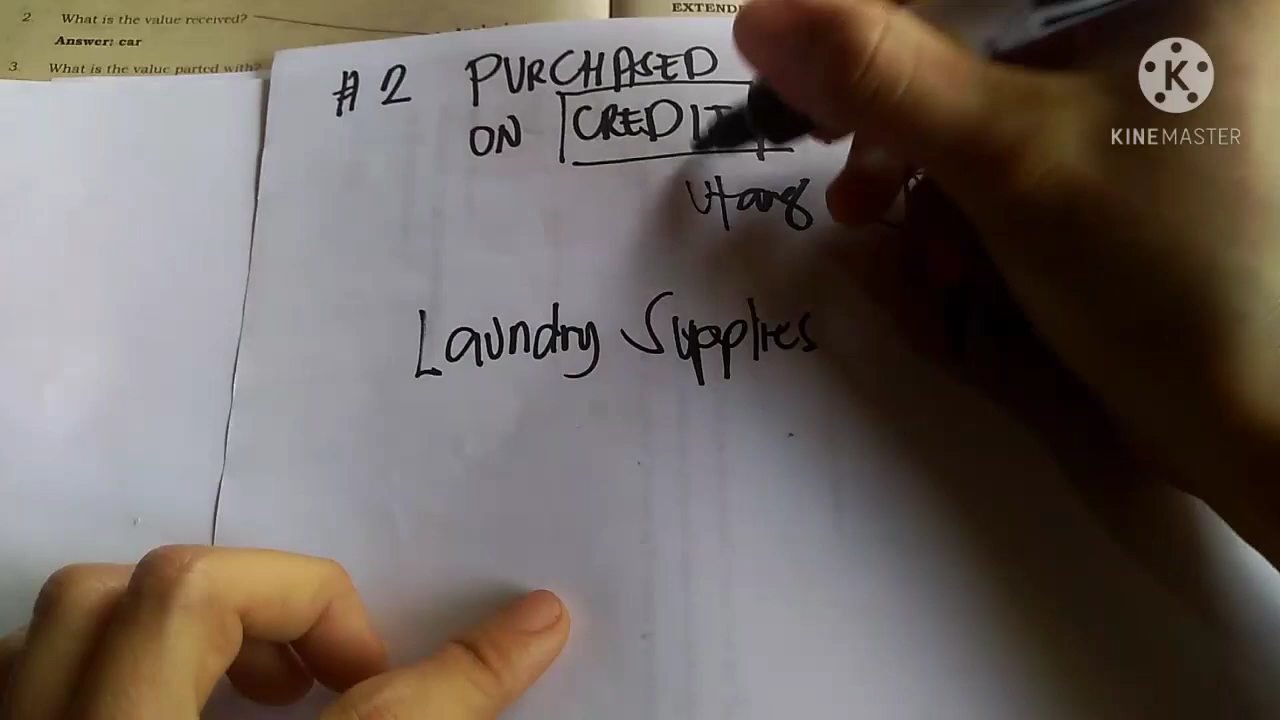 2. What is the value received?
EXTENDE
Answer: car
3. What is the value parted with?
# 2 PURCHASED
ON CREDIT
Utang
Laundry Supplies
K
KINEMASTER